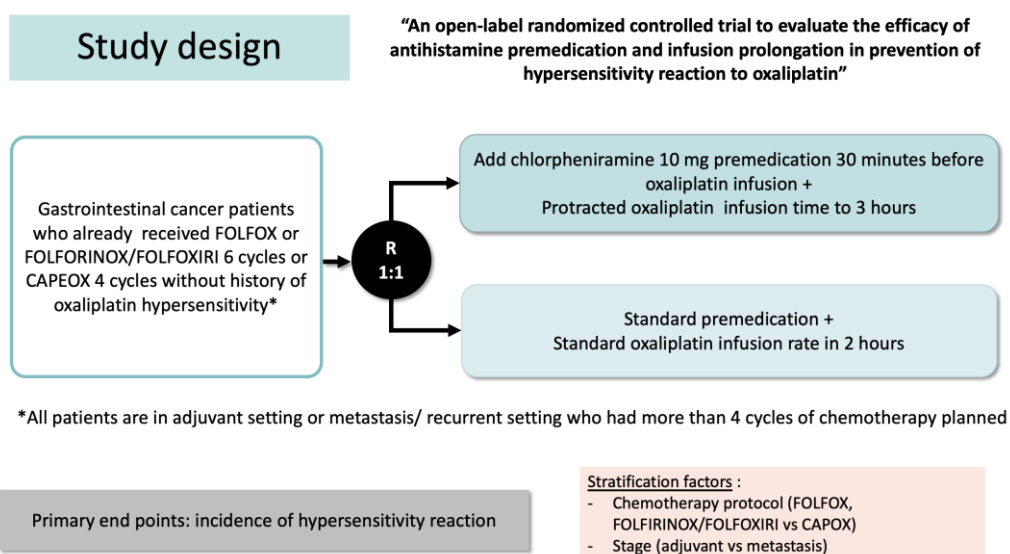 Study design
“An open-label randomized controlled trial to evaluate the efficacy of
antihistamine premedication and infusion prolongation in prevention of
hypersensitivity reaction to oxaliplatin”
Gastrointestinal cancer patients
who already received FOLFOX or
FOLFORINOX/FOLFOXIRI 6 cycles or
CAPEOX 4 cycles without history of
oxaliplatin hypersensitivity*
R
1:1
Add chlorpheniramine 10 mg premedication 30 minutes before
oxaliplatin infusion +
Protracted oxaliplatin infusion time to 3 hours
Standard premedication +
Standard oxaliplatin infusion rate in 2 hours
*All patients are in adjuvant setting or metastasis/ recurrent setting who had more than 4 cycles of chemotherapy planned
Primary end points: incidence of hypersensitivity reaction
Stratification factors :
- Chemotherapy protocol (FOLFOX,
FOLFIRINOX/FOLFOXIRI vs CAPOX)
- Stage (adjuvant vs metastasis)